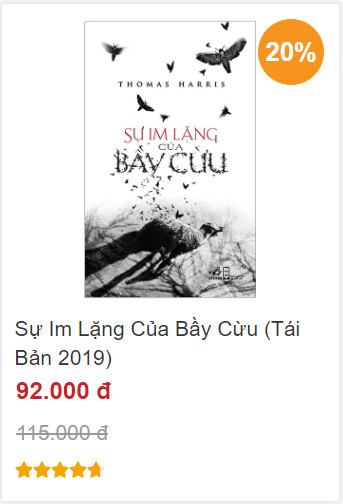 20%
THOMAS HARRIS
SỰ IM LẶNG
CỦA
BẦY CỪU
Sự Im Lặng Của Bầy Cừu (Tái
Bản 2019)
92.000 đ
115.000 đ